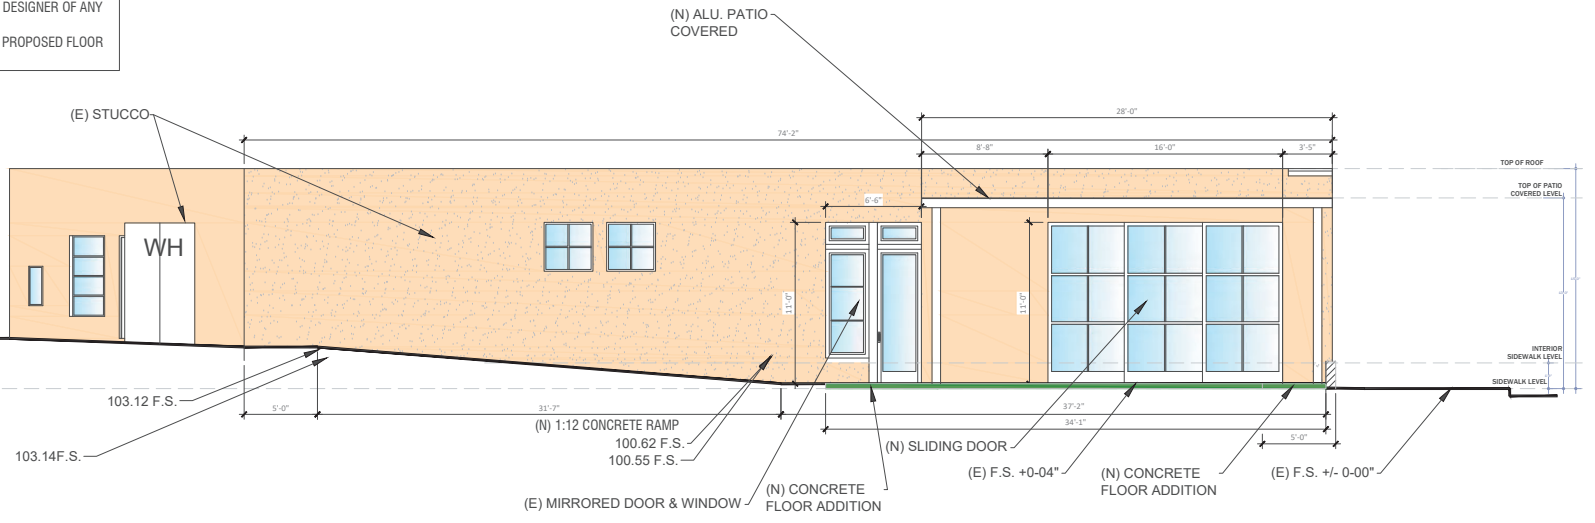 DESIGNER OF ANY
PROPOSED FLOOR
(N) ALU. PATIO
COVERED
(E) STUCCO
28'-0"
74'-2"
8'-8"
16'-0"
3'-5"
TOP OF ROOF
TOP OF PATIO
COVERED LEVEL
6'-6"
WH
11'-0"
11'-0"
INTERIOR
SIDEWALK LEVEL
SIDEWALK LEVEL
103.12 F.S.
5'-0"
31'-7"
37'-2"
34'-1"
5'-0"
(N) 1:12 CONCRETE RAMP
100.62 F.S.
100.55 F.S.
103.14F.S.
(N) SLIDING DOOR
(E) F.S. +0-04"
(N) CONCRETE
FLOOR ADDITION
(E) F.S. +/- 0-00"
(E) MIRRORED DOOR & WINDOW
(N) CONCRETE
FLOOR ADDITION